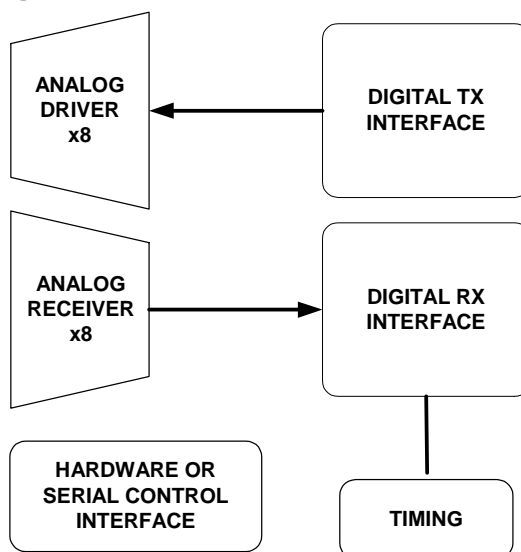 ANALOG
DRIVER
x8
DIGITAL TX
INTERFACE
ANALOG
RECEIVER
x8
DIGITAL RX
INTERFACE
HARDWARE OR
SERIAL CONTROL
INTERFACE
TIMING